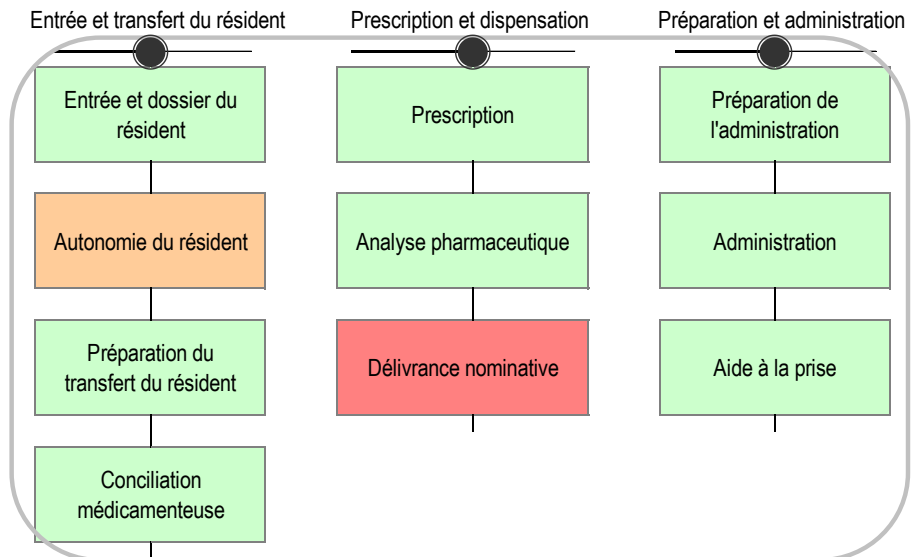 Entrée et transfert du résident
Prescription et dispensation
Préparation et administration
Entrée et dossier du
résident
Autonomie du résident
Préparation du
transfert du résident
Conciliation
médicamenteuse
Prescription
Analyse pharmaceutique
Délivrance nominative
Préparation de
l'administration
Administration
Aide à la prise